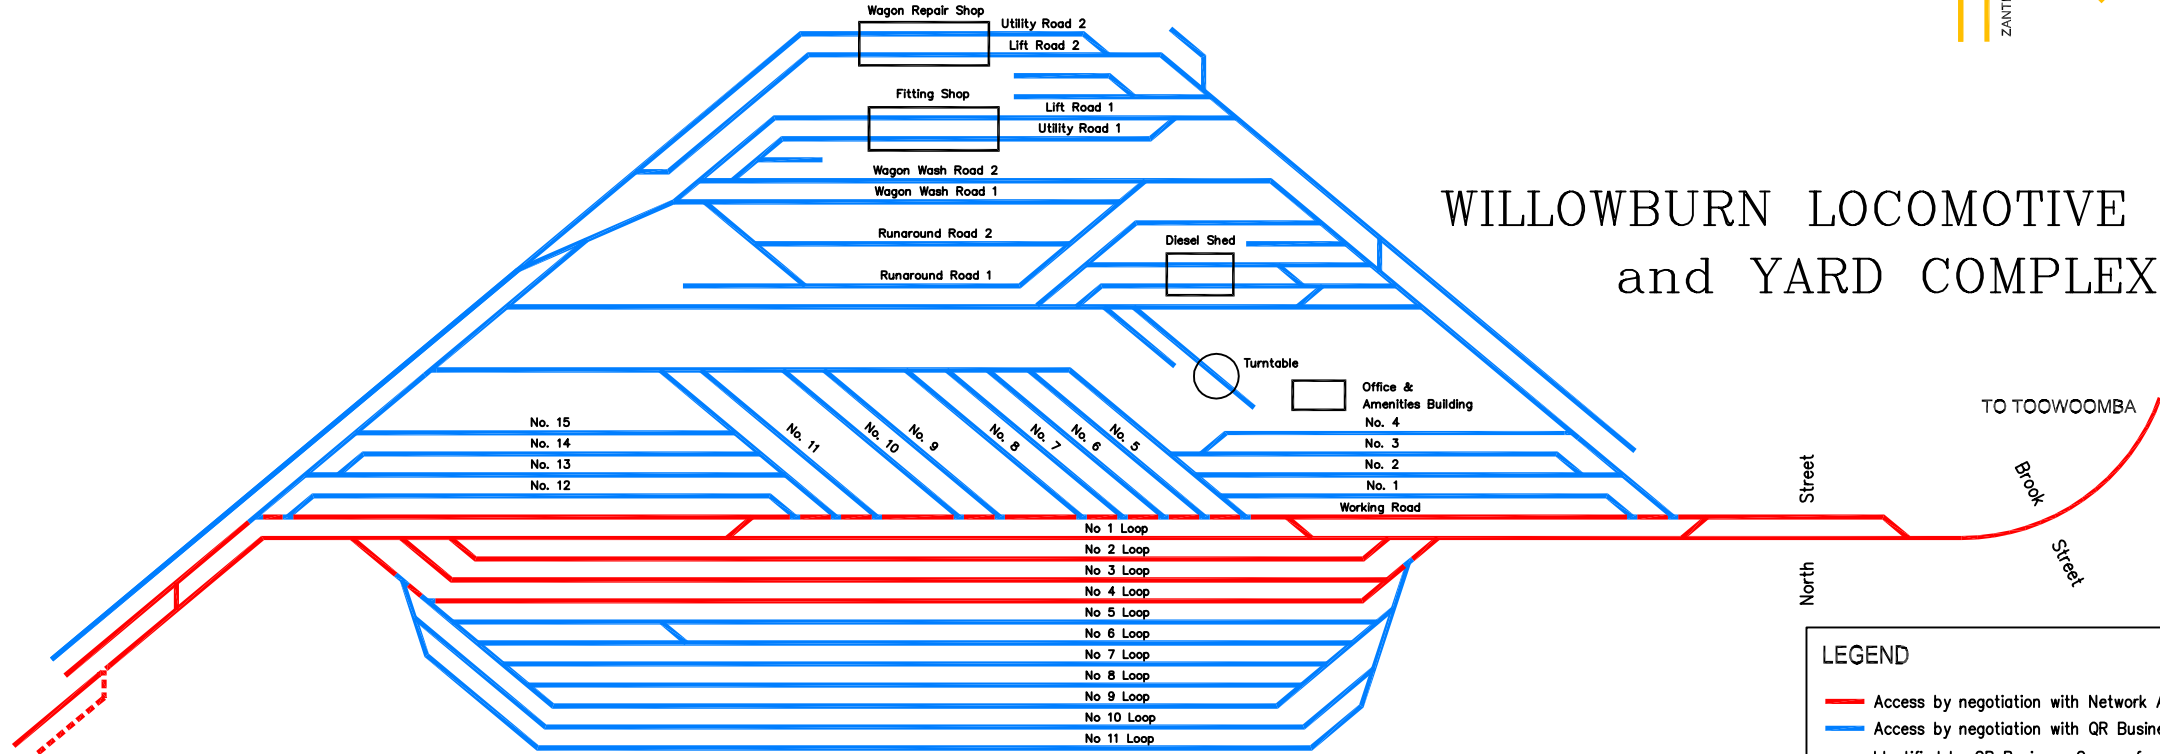 Wagon Repair Shop
Utility Road 2
Lift Road 2
Fitting Shop
Lift Road 1
Utility Road 1
Wagon Wash Road 2
Wagon Wash Road 1
Runaround Road 2
Runaround Road 1
Diesel Shed
WILLOWBURN LOCOMOTIVE
and YARD COMPLEX
Turntable
Office &
Amenities Building
TO TOOWOOMBA
No. 15
No. 14
No. 13
No. 12
No. 11
No. 10
No. 9
No. 8
No. 7
No. 6
No. 5
No. 4
No. 3
No. 2
No. 1
Working Road
North Street
Brook Street
No 1 Loop
No 2 Loop
No 3 Loop
No 4 Loop
No 5 Loop
No 6 Loop
No 7 Loop
No 8 Loop
No 9 Loop
No 10 Loop
No 11 Loop
LEGEND
Access by negotiation with Network
Access by negotiation with QR